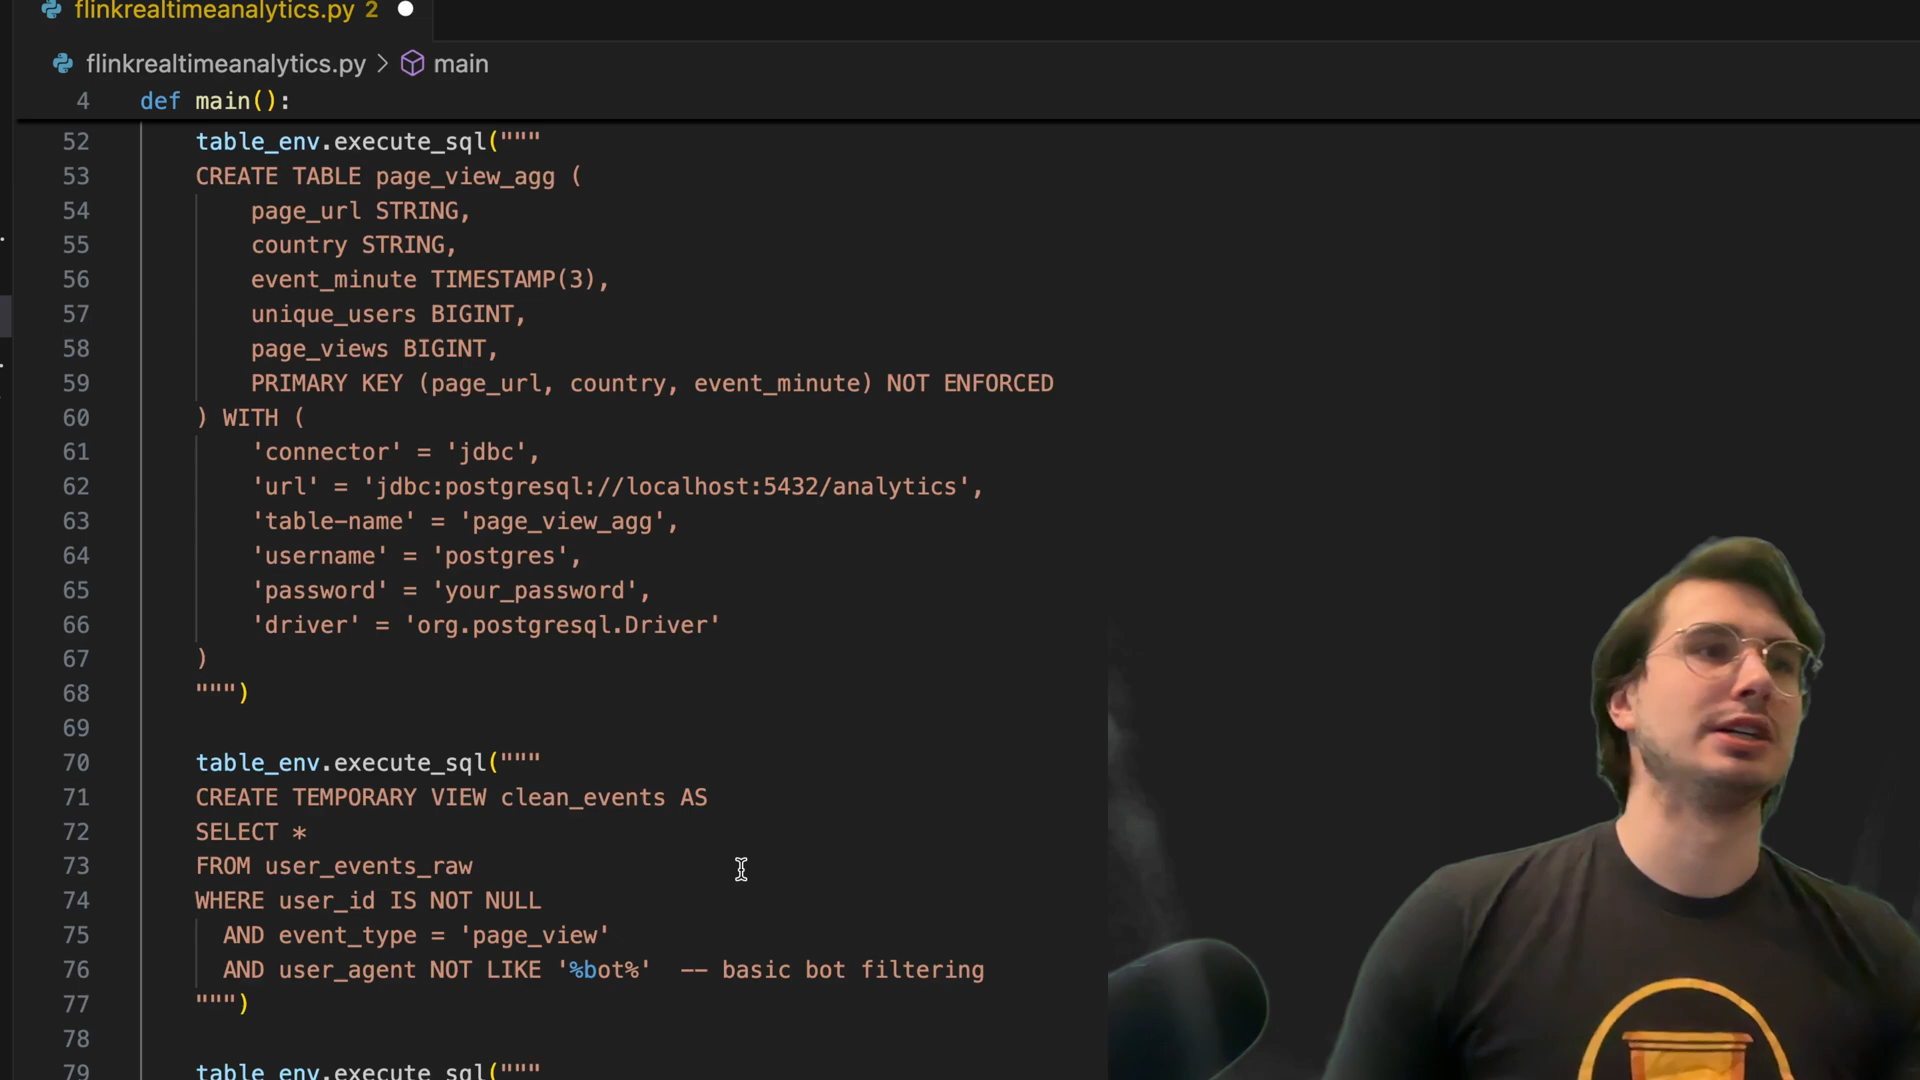 flinkrealtimeanalytics.py 2
flinkrealtimeanalytics.py > main
4 def main():
52 table_env.execute_sql("""
53 CREATE TABLE page_view_agg (
54 page_url STRING,
55 country STRING,
56 event_minute TIMESTAMP(3),
57 unique_users BIGINT,
58 page_views BIGINT,
59 PRIMARY KEY (page_url, country, event_minute) NOT ENFORCED
60 ) WITH (
61 'connector' = 'jdbc',
62 'url' = 'jdbc:postgresql://localhost:5432/analytics',
63 'table-name' = 'page_view_agg',
64 'username' = 'postgres',
65 'password' = 'your_password',
66 'driver' = 'org.postgresql.Driver'
67 )
68 """)
69
70 table_env.execute_sql("""
71 CREATE TEMPORARY VIEW clean_events AS
72 SELECT *
73 FROM user_events_raw
74 WHERE user_id IS NOT NULL
75 AND event_type = 'page_view'
76 AND user_agent NOT LIKE '%bot%' -- basic bot filtering
77 """)
78
79 table_env.execute_sql("""